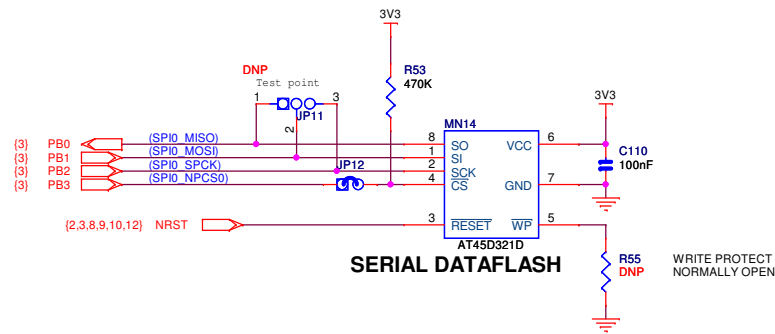 3V3
DNP
Test point
1
3
JP11
2
R53
470K
3V3
MN14
{3} PB0 (SPI0_MISO) 8 SO VCC 6
{3} PB1 (SPI0_MOSI) 1 SI
{3} PB2 (SPI0_SPCK) 2 SCK
{3} PB3 (SPI0_NPCS0) JP12 4 CS GND 7
C110
100nF
{2,3,8,9,10,12} NRST 3 RESET WP 5
AT45D321D
SERIAL DATAFLASH
R55
DNP
WRITE PROTECT
NORMALLY OPEN